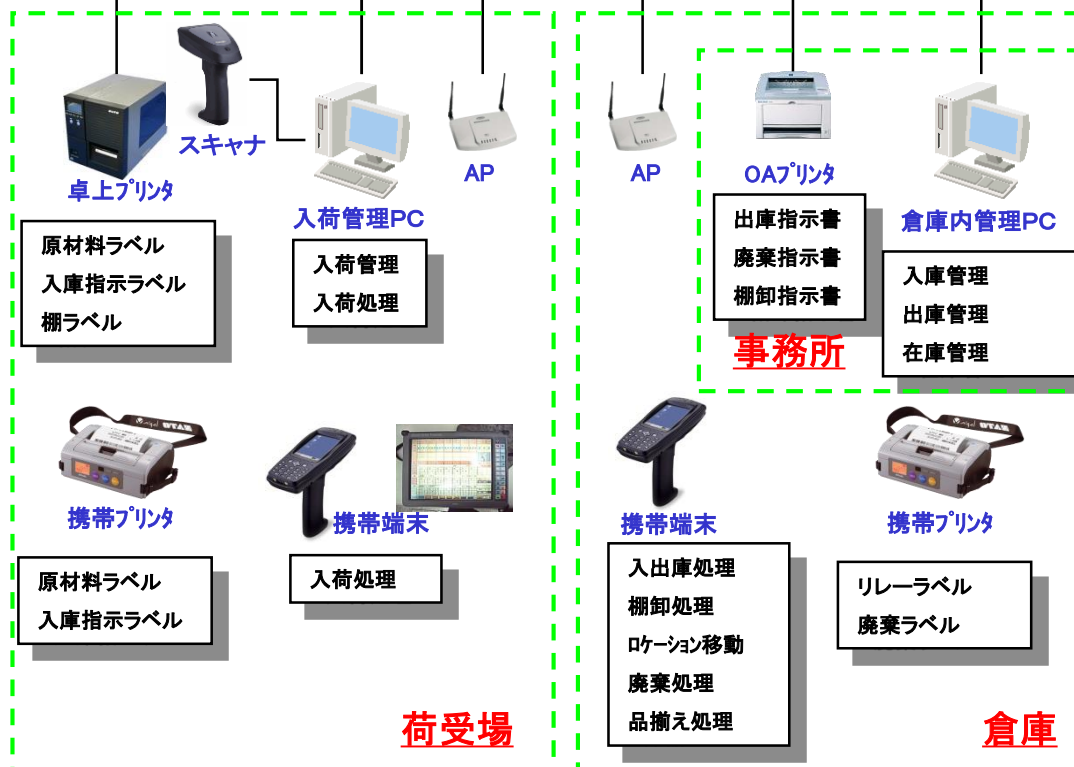 スキャナ
卓上プリンタ
AP
入荷管理PC
原材料ラベル
入庫指示ラベル
棚ラベル
入荷管理
入荷処理
携帯プリンタ
携帯端末
原材料ラベル
入庫指示ラベル
入荷処理
荷受場
AP
OAプリンタ
倉庫内管理PC
出庫指示書
廃棄指示書
棚卸指示書
事務所
入庫管理
出庫管理
在庫管理
携帯端末
携帯プリンタ
入出庫処理
棚卸処理
ロケーション移動
廃棄処理
品揃え処理
リレーラベル
廃棄ラベル
倉庫